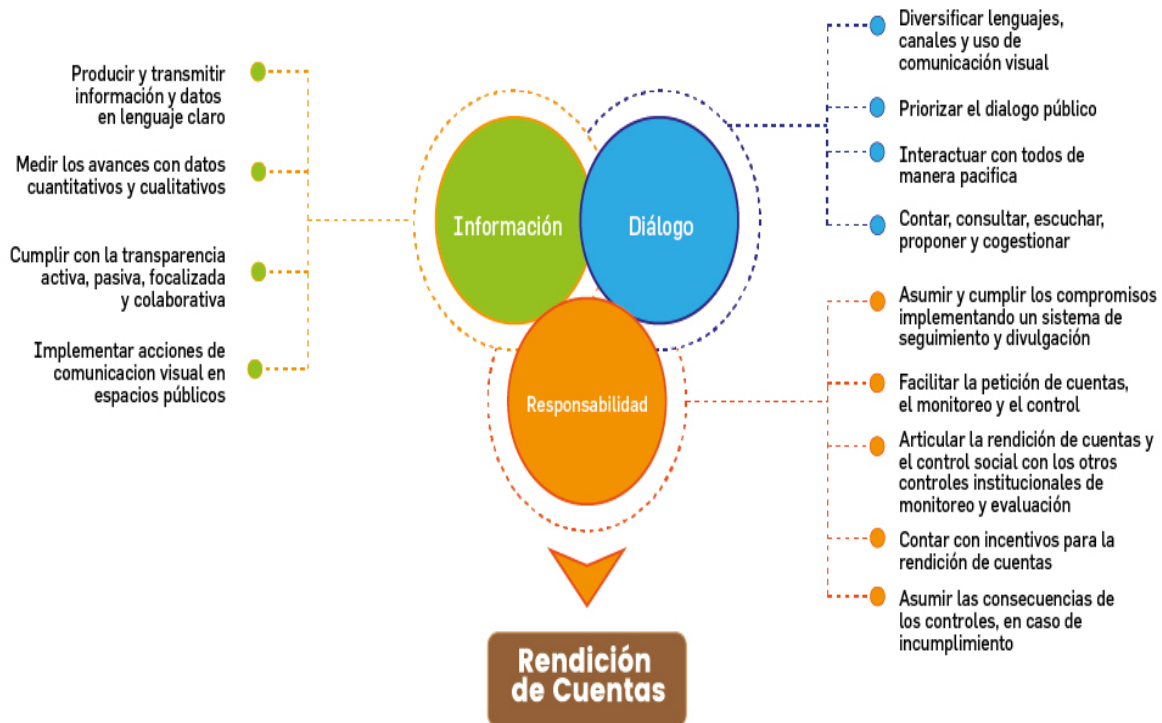 Producir y transmitir
información y datos
en lenguaje claro
Medir los avances con datos
cuantitativos y cualitativos
Cumplir con la transparencia
activa, pasiva, focalizada
y colaborativa
Implementar acciones de
comunicacion visual en
espacios públicos
Información
Diálogo
Responsabilidad
Diversificar lenguajes,
canales y uso de
comunicación visual
Priorizar el dialogo público
Interactuar con todos de
manera pacifica
Contar, consultar, escuchar,
proponer y cogestionar
Asumir y cumplir los compromisos
implementando un sistema de
seguimiento y divulgación
Facilitar la petición de cuentas,
el monitoreo y el control
Articular la rendición de cuentas y
el control social con los otros
controles institucionales de
monitoreo y evaluación
Contar con incentivos para la
rendición de cuentas
Asumir las consecuencias de
los controles, en caso de
incumplimiento
Rendición
de Cuentas